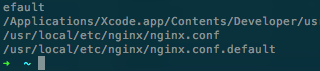 efault
/Applications/Xcode.app/Contents/Developer/us
/usr/local/etc/nginx/nginx.conf
/usr/local/etc/nginx/nginx.conf.default
➜ ~